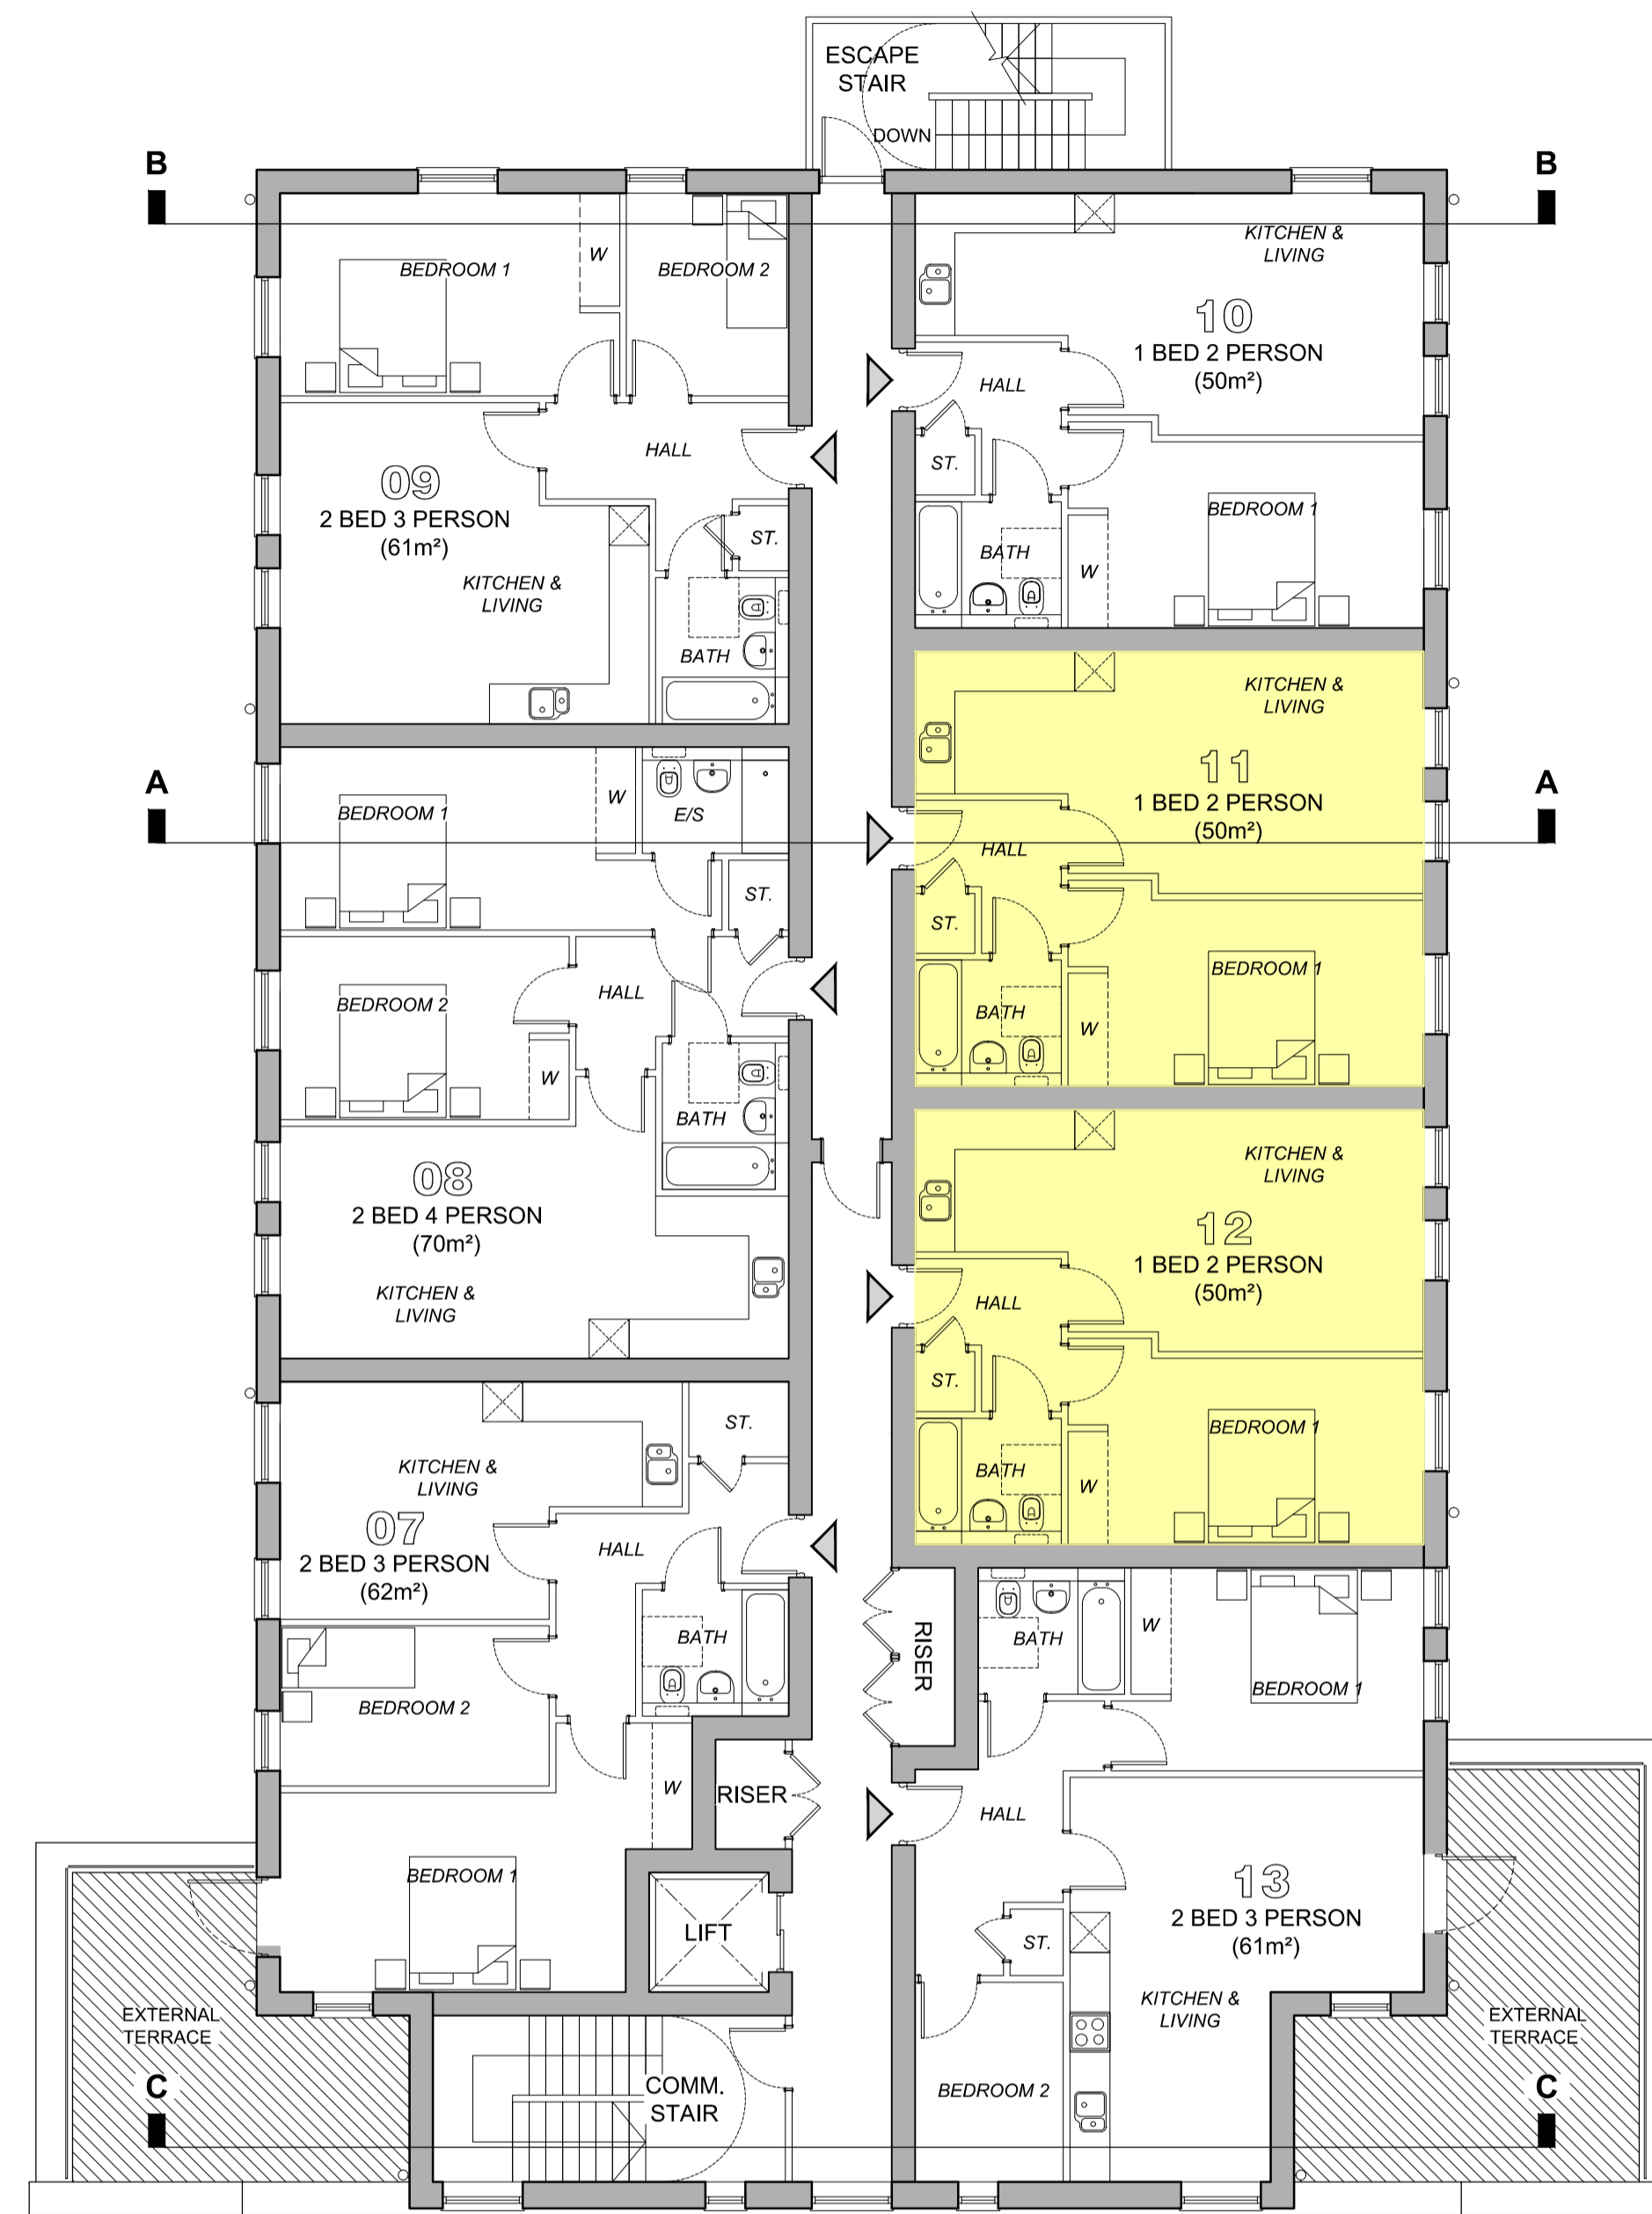 ESCAPE
STAIR
DOWN
B
B
BEDROOM 1
W
BEDROOM 2
KITCHEN &
LIVING
10
1 BED 2 PERSON
(50m²)
HALL
HALL
09
2 BED 3 PERSON
(61m²)
ST.
ST.
BEDROOM 1
BATH
W
KITCHEN &
LIVING
BATH
KITCHEN &
LIVING
A
A
11
1 BED 2 PERSON
(50m²)
HALL
BEDROOM 1
W
E/S
ST.
ST.
BEDROOM 1
HALL
BEDROOM 2
BATH
W
W
BATH
08
2 BED 4 PERSON
(70m²)
KITCHEN &
LIVING
KITCHEN &
LIVING
12
1 BED 2 PERSON
(50m²)
HALL
ST.
BEDROOM 1
BATH
W
ST.
KITCHEN &
LIVING
07
2 BED 3 PERSON
(62m²)
HALL
BATH
BEDROOM 2
W
RISER
RISER
BATH
W
BEDROOM 1
HALL
BEDROOM 1
LIFT
13
2 BED 3 PERSON
(61m²)
ST.
KITCHEN &
LIVING
EXTERNAL
TERRACE
EXTERNAL
TERRACE
C
C
COMM.
STAIR
BEDROOM 2